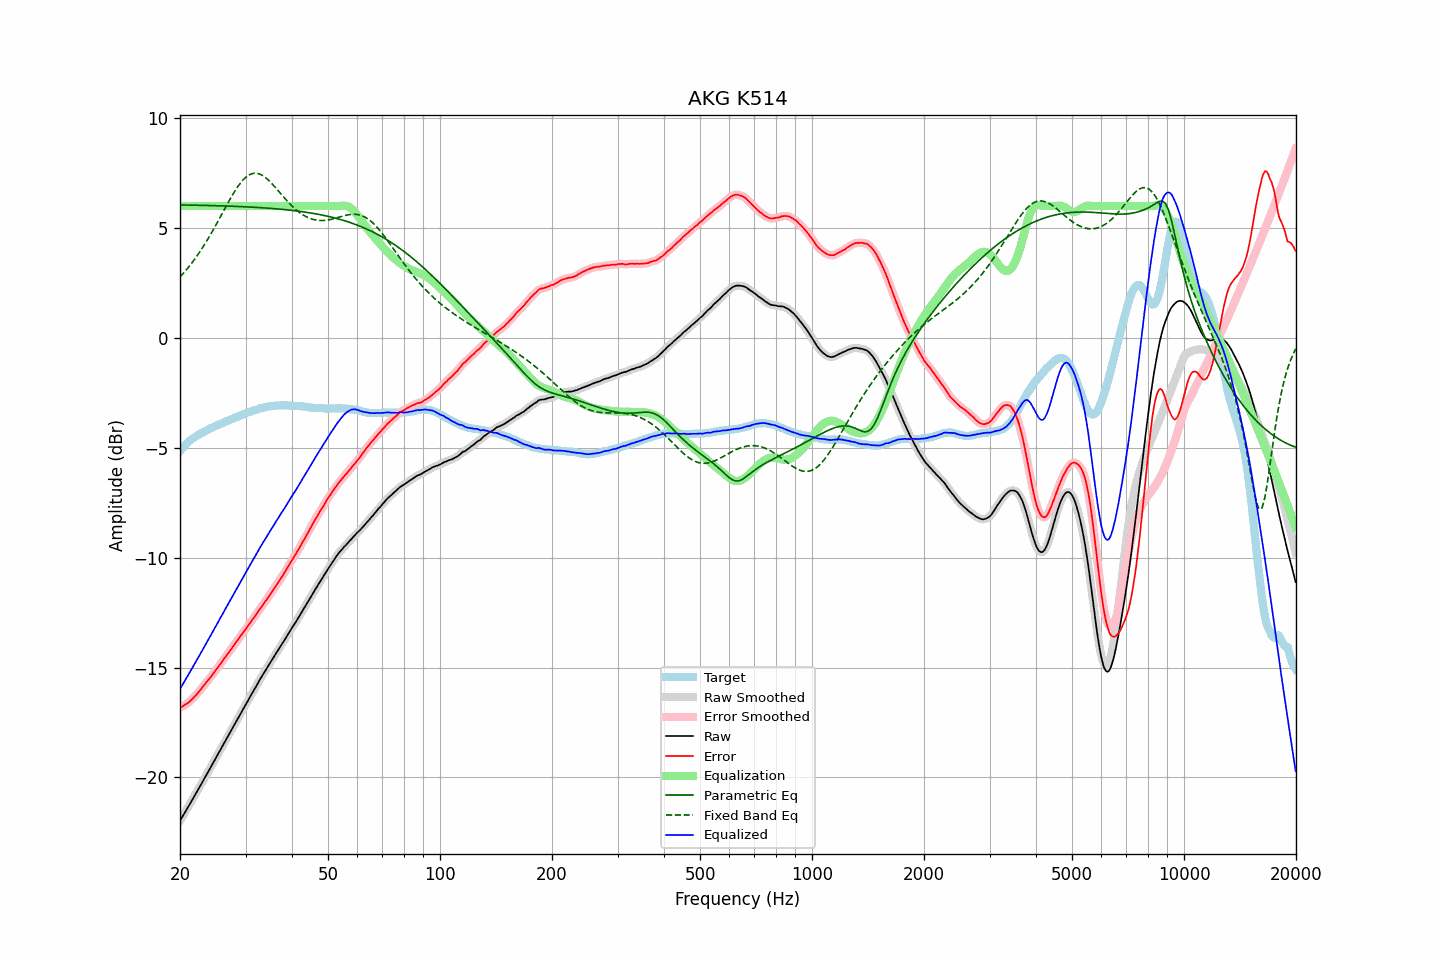 AKG K514
Amplitude (dBr)
10
5
0
−5
−10
−15
−20
Target
Raw Smoothed
Error Smoothed
Raw
Error
Equalization
Parametric Eq
Fixed Band Eq
Equalized
20 50 100 200 500 1000 2000 5000 10000 20000
Frequency (Hz)